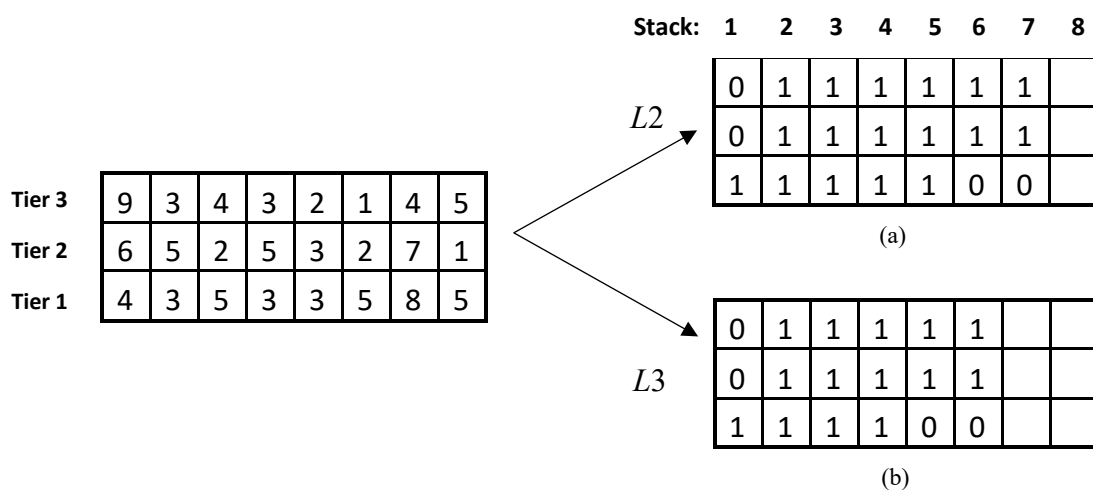 Stack: 1 2 3 4 5 6 7 8
0 1 1 1 1 1 1
L2
0 1 1 1 1 1 1
1 1 1 1 1 0 0
(a)
Tier 3 9 3 4 3 2 1 4 5
Tier 2 6 5 2 5 3 2 7 1
Tier 1 4 3 5 3 3 5 8 5
0 1 1 1 1 1
L3
0 1 1 1 1 1
1 1 1 1 0 0
(b)